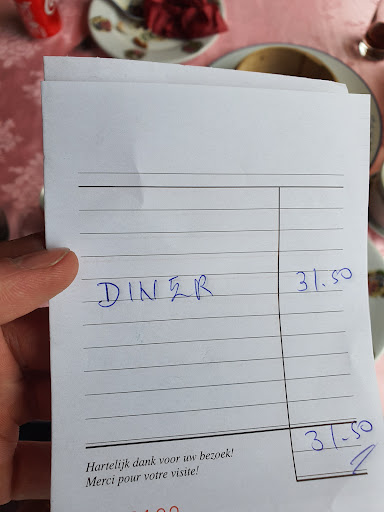 DINER 31.50
31.50
Hartelijk dank voor uw bezoek!
Merci pour votre visite!